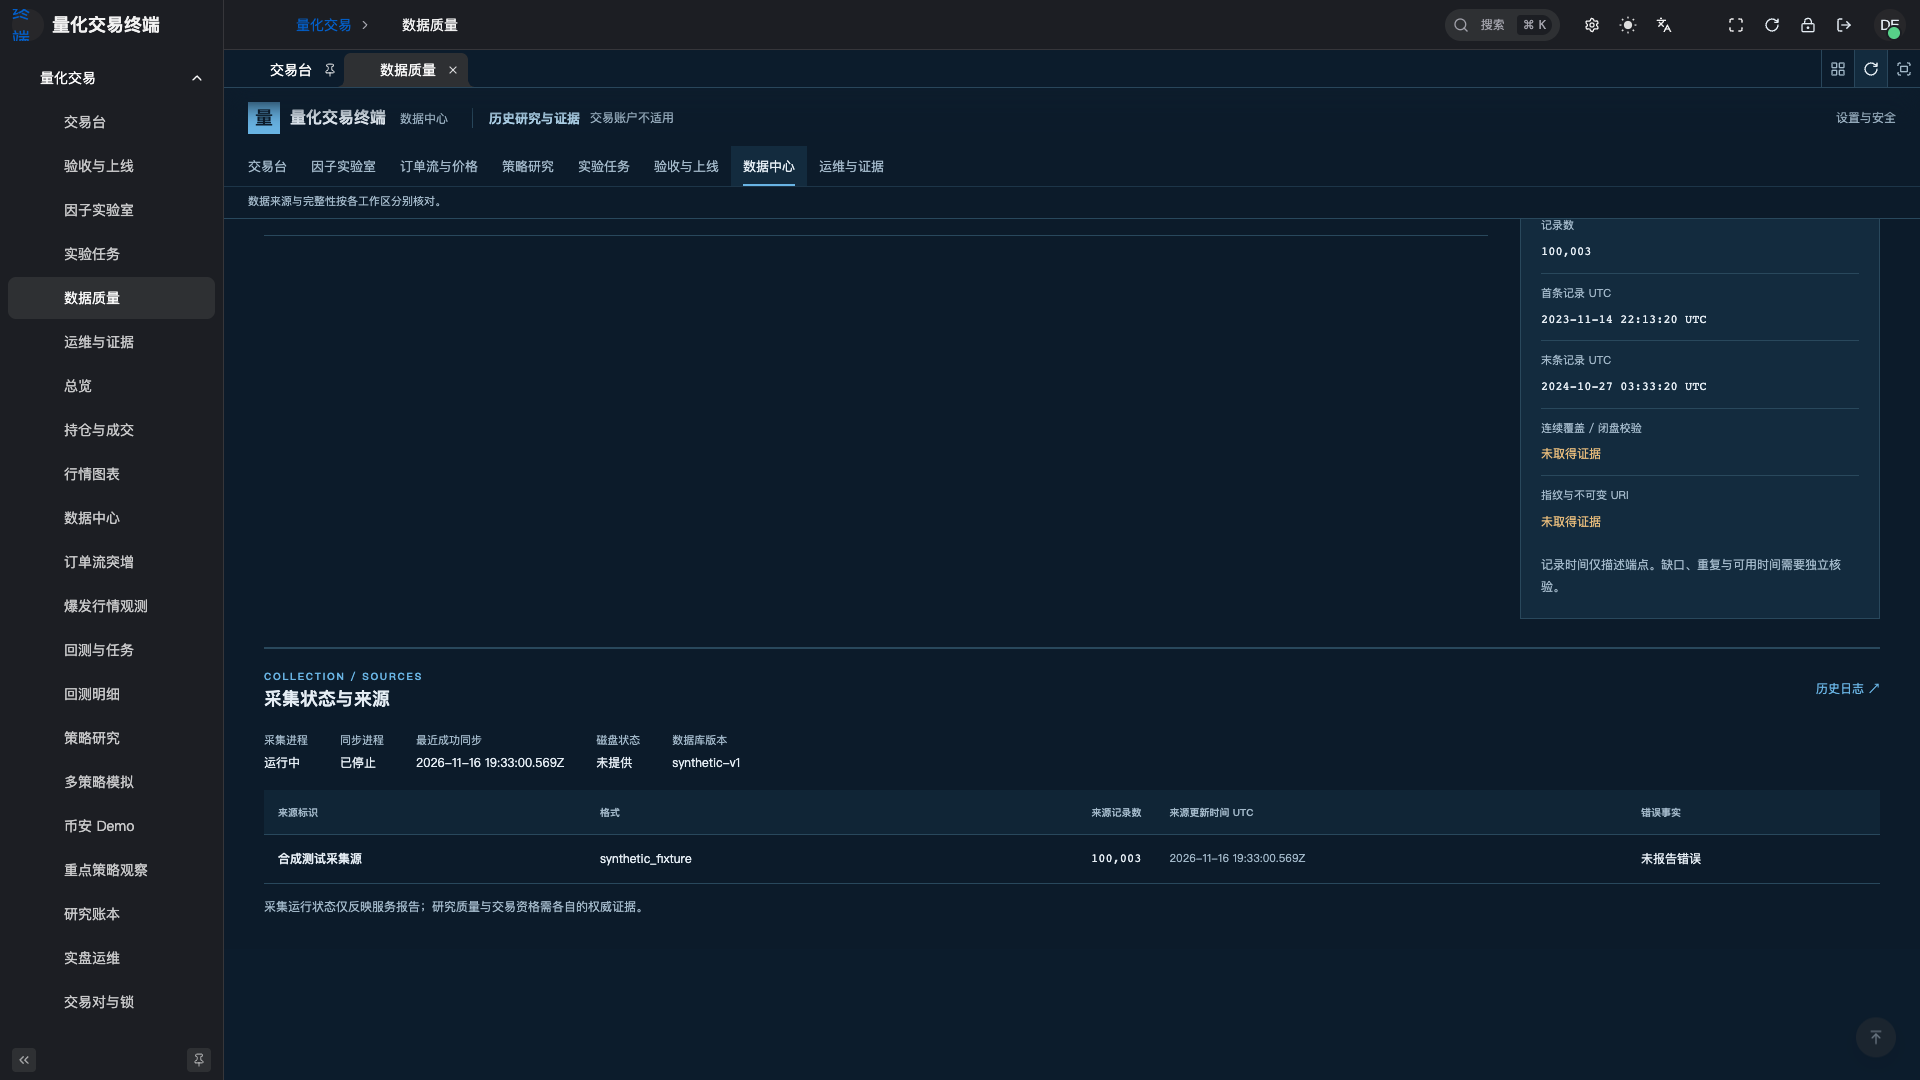 终端
量化交易终端
量化交易
交易台
验收与上线
因子实验室
实验任务
数据质量
运维与证据
总览
持仓与成交
行情图表
数据中心
订单流突增
爆发行情观测
回测与任务
回测明细
策略研究
多策略模拟
币安 Demo
重点策略观察
研究账本
实盘运维
交易对与锁
量化交易 数据质量
搜索 ⌘ K
DE
交易台 数据质量
量 量化交易终端 数据中心 历史研究与证据 交易账户不适用 设置与安全
交易台 因子实验室 订单流与价格 策略研究 实验任务 验收与上线 数据中心 运维与证据
数据来源与完整性按各工作区分别核对。
记录数
100,003
首条记录 UTC
2023-11-14 22:13:20 UTC
末条记录 UTC
2024-10-27 03:33:20 UTC
连续覆盖 / 闭盘校验
未取得证据
指纹与不可变 URI
未取得证据
记录时间仅描述端点。缺口、重复与可用时间需要独立核
验。
COLLECTION / SOURCES
采集状态与来源
历史日志 ↗
采集进程 同步进程 最近成功同步 磁盘状态 数据库版本
运行中 已停止 2026-11-16 19:33:00.569Z 未提供 synthetic-v1
来源标识 格式 来源记录数 来源更新时间 UTC 错误事实
合成测试采集源 synthetic_fixture 100,003 2026-11-16 19:33:00.569Z 未报告错误
采集运行状态仅反映服务报告；研究质量与交易资格需各自的权威证据。